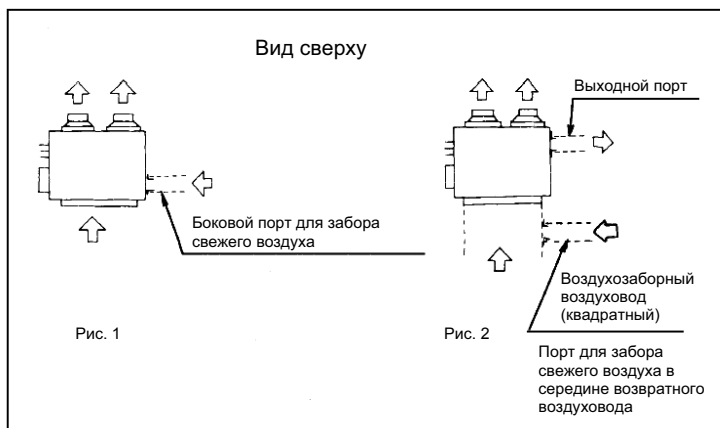 Вид сверху
Боковой порт для забора
свежего воздуха
Рис. 1
Выходной порт
Воздухозаборный
воздуховод
(квадратный)
Рис. 2
Порт для забора
свежего воздуха в
середине возвратного
воздуховода